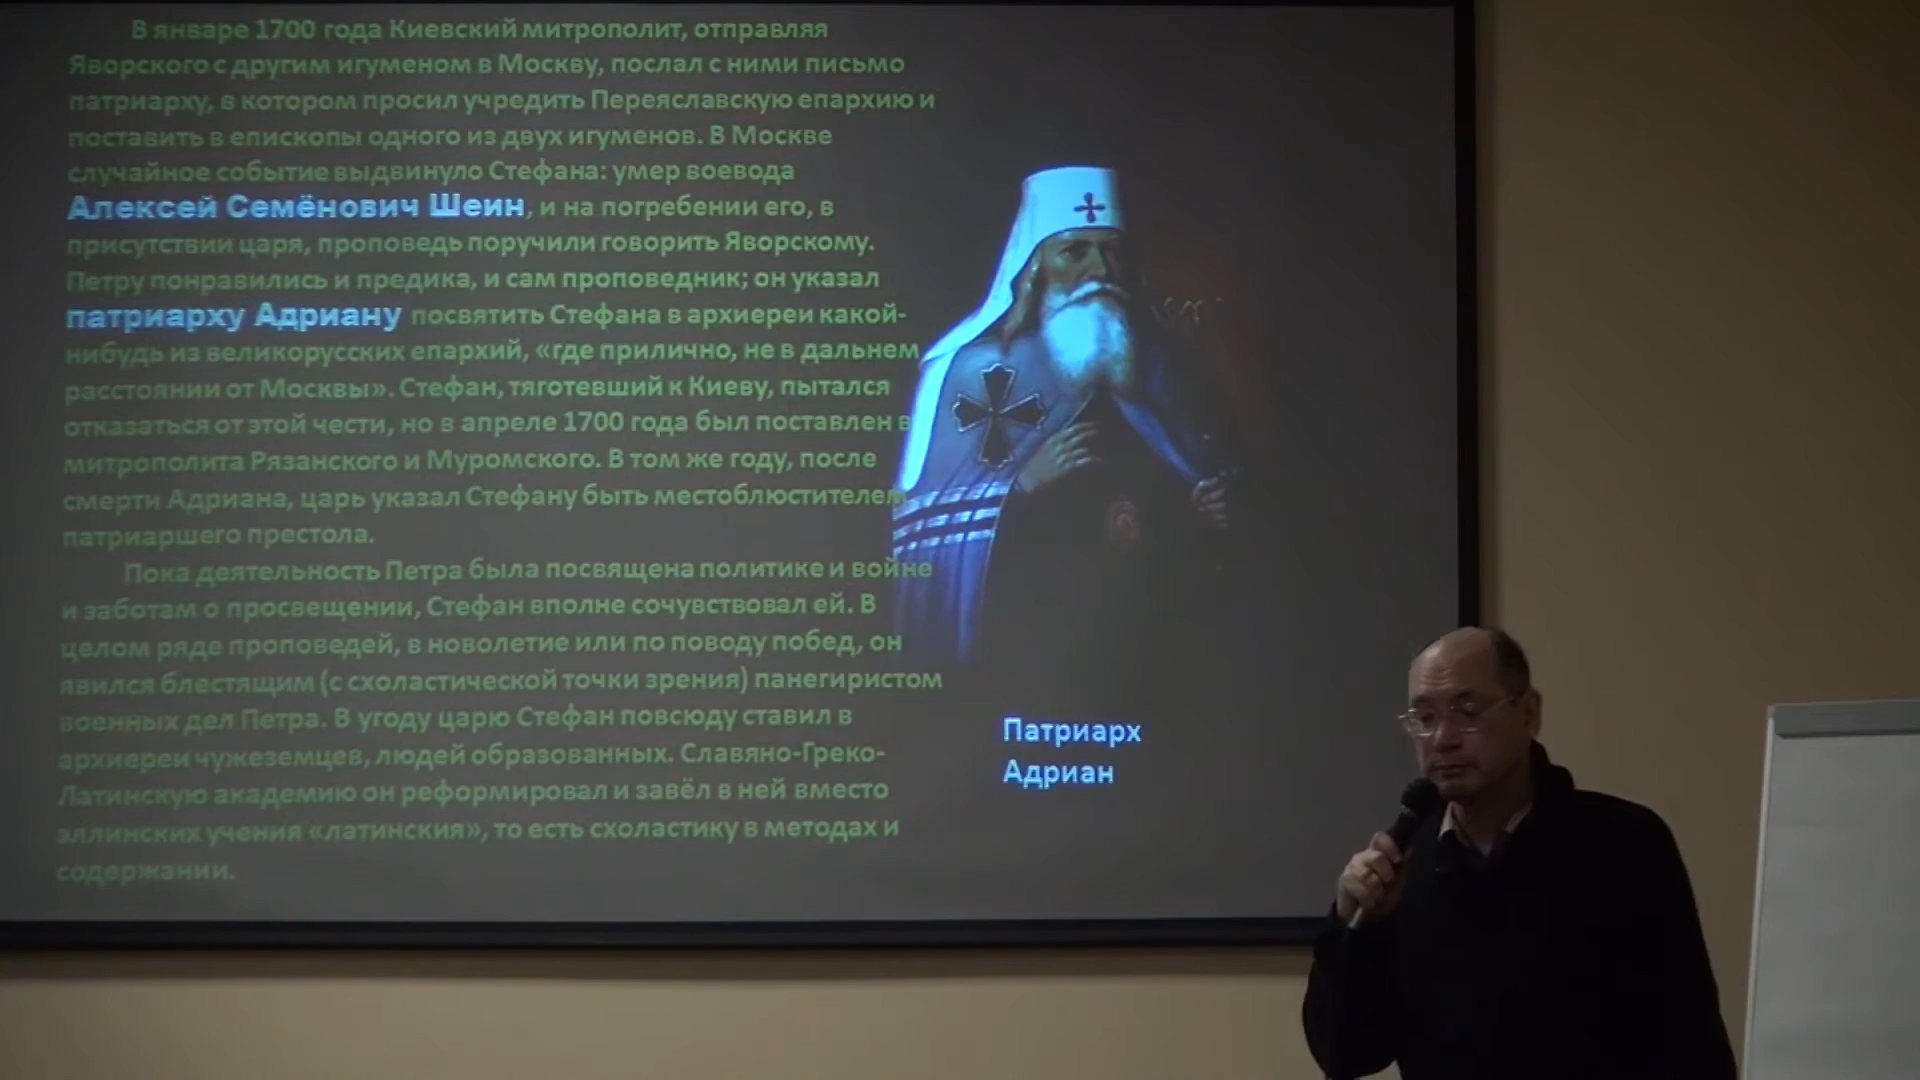 В январе 1700 года Киевский митрополит, отправляя
Яворского с другим игуменом в Москву, послал с ними письмо
патриарху, в котором просил учредить Переяславскую епархию и
поставить в епископы одного из двух игуменов. В Москве
случайное событие выдвинуло Стефана: умер воевода
Алексей Семёнович Шеин, и на погребении его, в
присутствии царя, проповедь поручили говорить Яворскому.
Петру понравились и предика, и сам проповедник; он указал
патриарху Адриану посвятить Стефана в архиереи какой-
нибудь из великорусских епархий, «где прилично, не в дальнем
расстоянии от Москвы». Стефан, тяготевший к Киеву, пытался
отказаться от этой чести, но в апреле 1700 года был поставлен в
митрополита Рязанского и Муромского. В том же году, после
смерти Адриана, царь указал Стефану быть местоблюстителем
патриаршего престола.
Пока деятельность Петра была посвящена политике и войне
и заботам о просвещении, Стефан вполне сочувствовал ей. В
целом ряде проповедей, в новолетие или по поводу побед, он
явился блестящим (с схоластической точки зрения) панегиристом
военных дел Петра. В угоду царю Стефан повсюду ставил в
архиереи чужеземцев, людей образованных. Славяно-Греко-
Латинскую академию он реформировал и завёл в ней вместо
эллинских учения «латинския», то есть схоластику в методах и
содержании.
Патриарх
Адриан